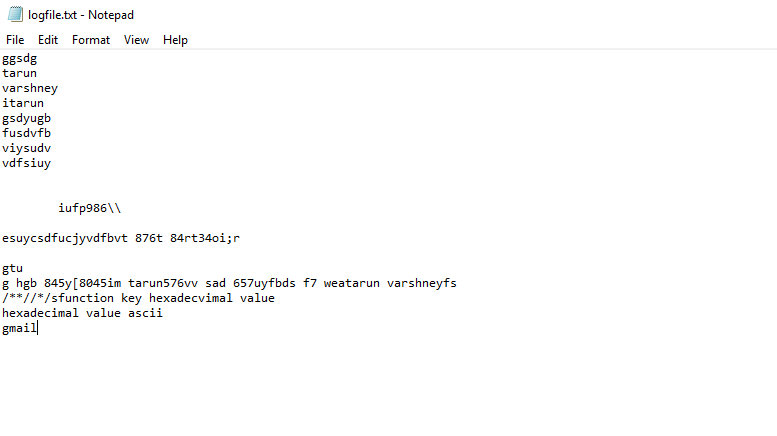 logfile.txt - Notepad
File Edit Format View Help
ggsdg
tarun
varshney
itarun
gsdyugb
fusdvfb
viysudv
vdfsiuy
iufp986\\
esuycsdfucjyvdfbvt 876t 84rt34oi;r
gtu
g hgb 845y[8045im tarun576vv sad 657uyfbds f7 weatarun varshneyfs
/**//*/sfunction key hexadecvimal value
hexadecimal value ascii
gmail